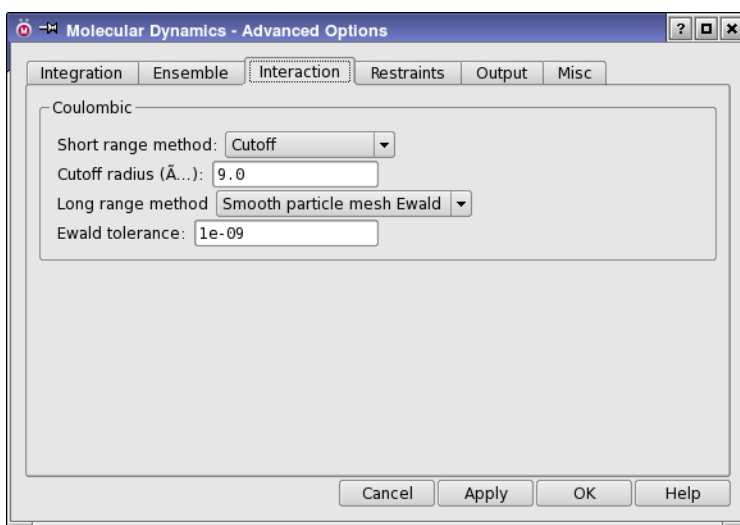 Molecular Dynamics - Advanced Options ?
Integration Ensemble Interaction Restraints Output Misc
Coulombic
Short range method: Cutoff
Cutoff radius (Ã...): 9.0
Long range method Smooth particle mesh Ewald
Ewald tolerance: 1e-09
Cancel Apply OK Help